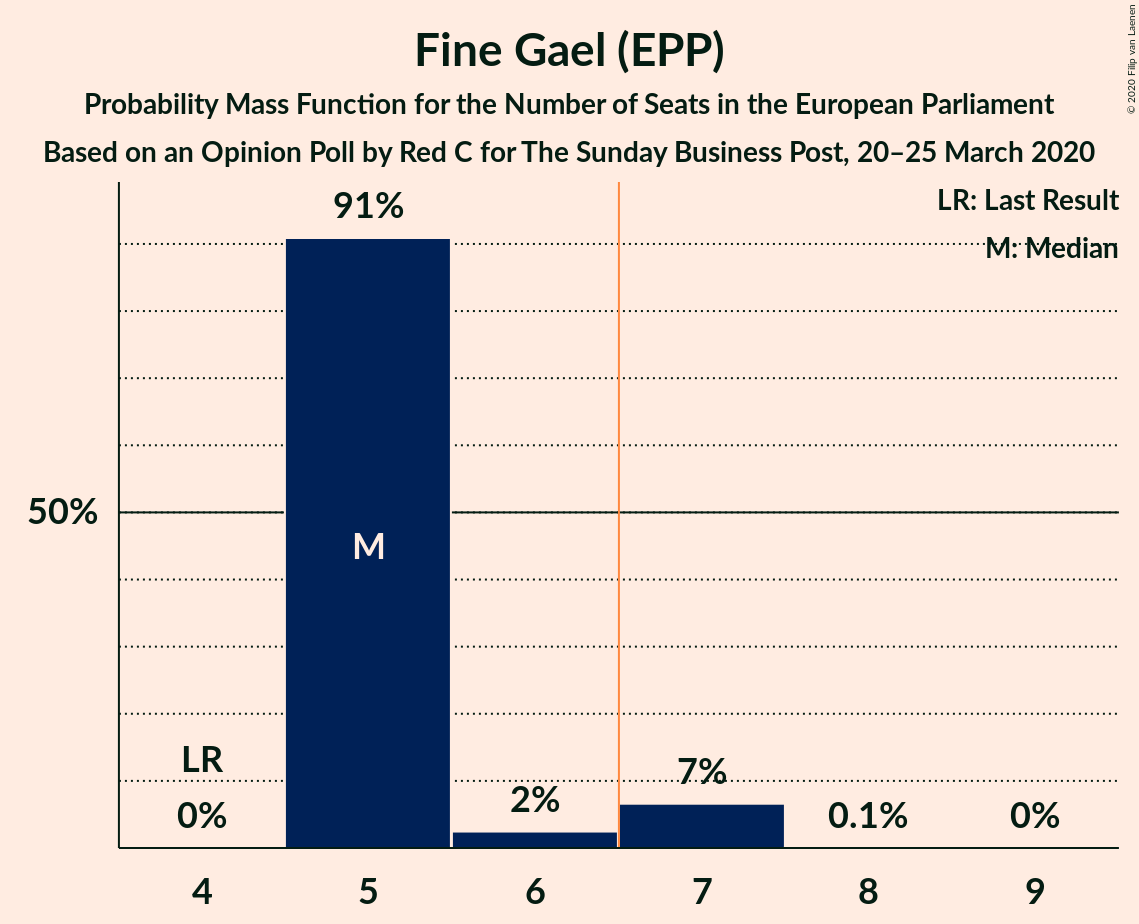 Fine Gael (EPP)
Probability Mass Function for the Number of Seats in the European Parliament
Based on an Opinion Poll by Red C for The Sunday Business Post, 20–25 March 2020
© 2020 Filip van Laenen
LR: Last Result
M: Median
91%
50%
M
LR
0%
2%
7%
0.1%
0%
4 5 6 7 8 9